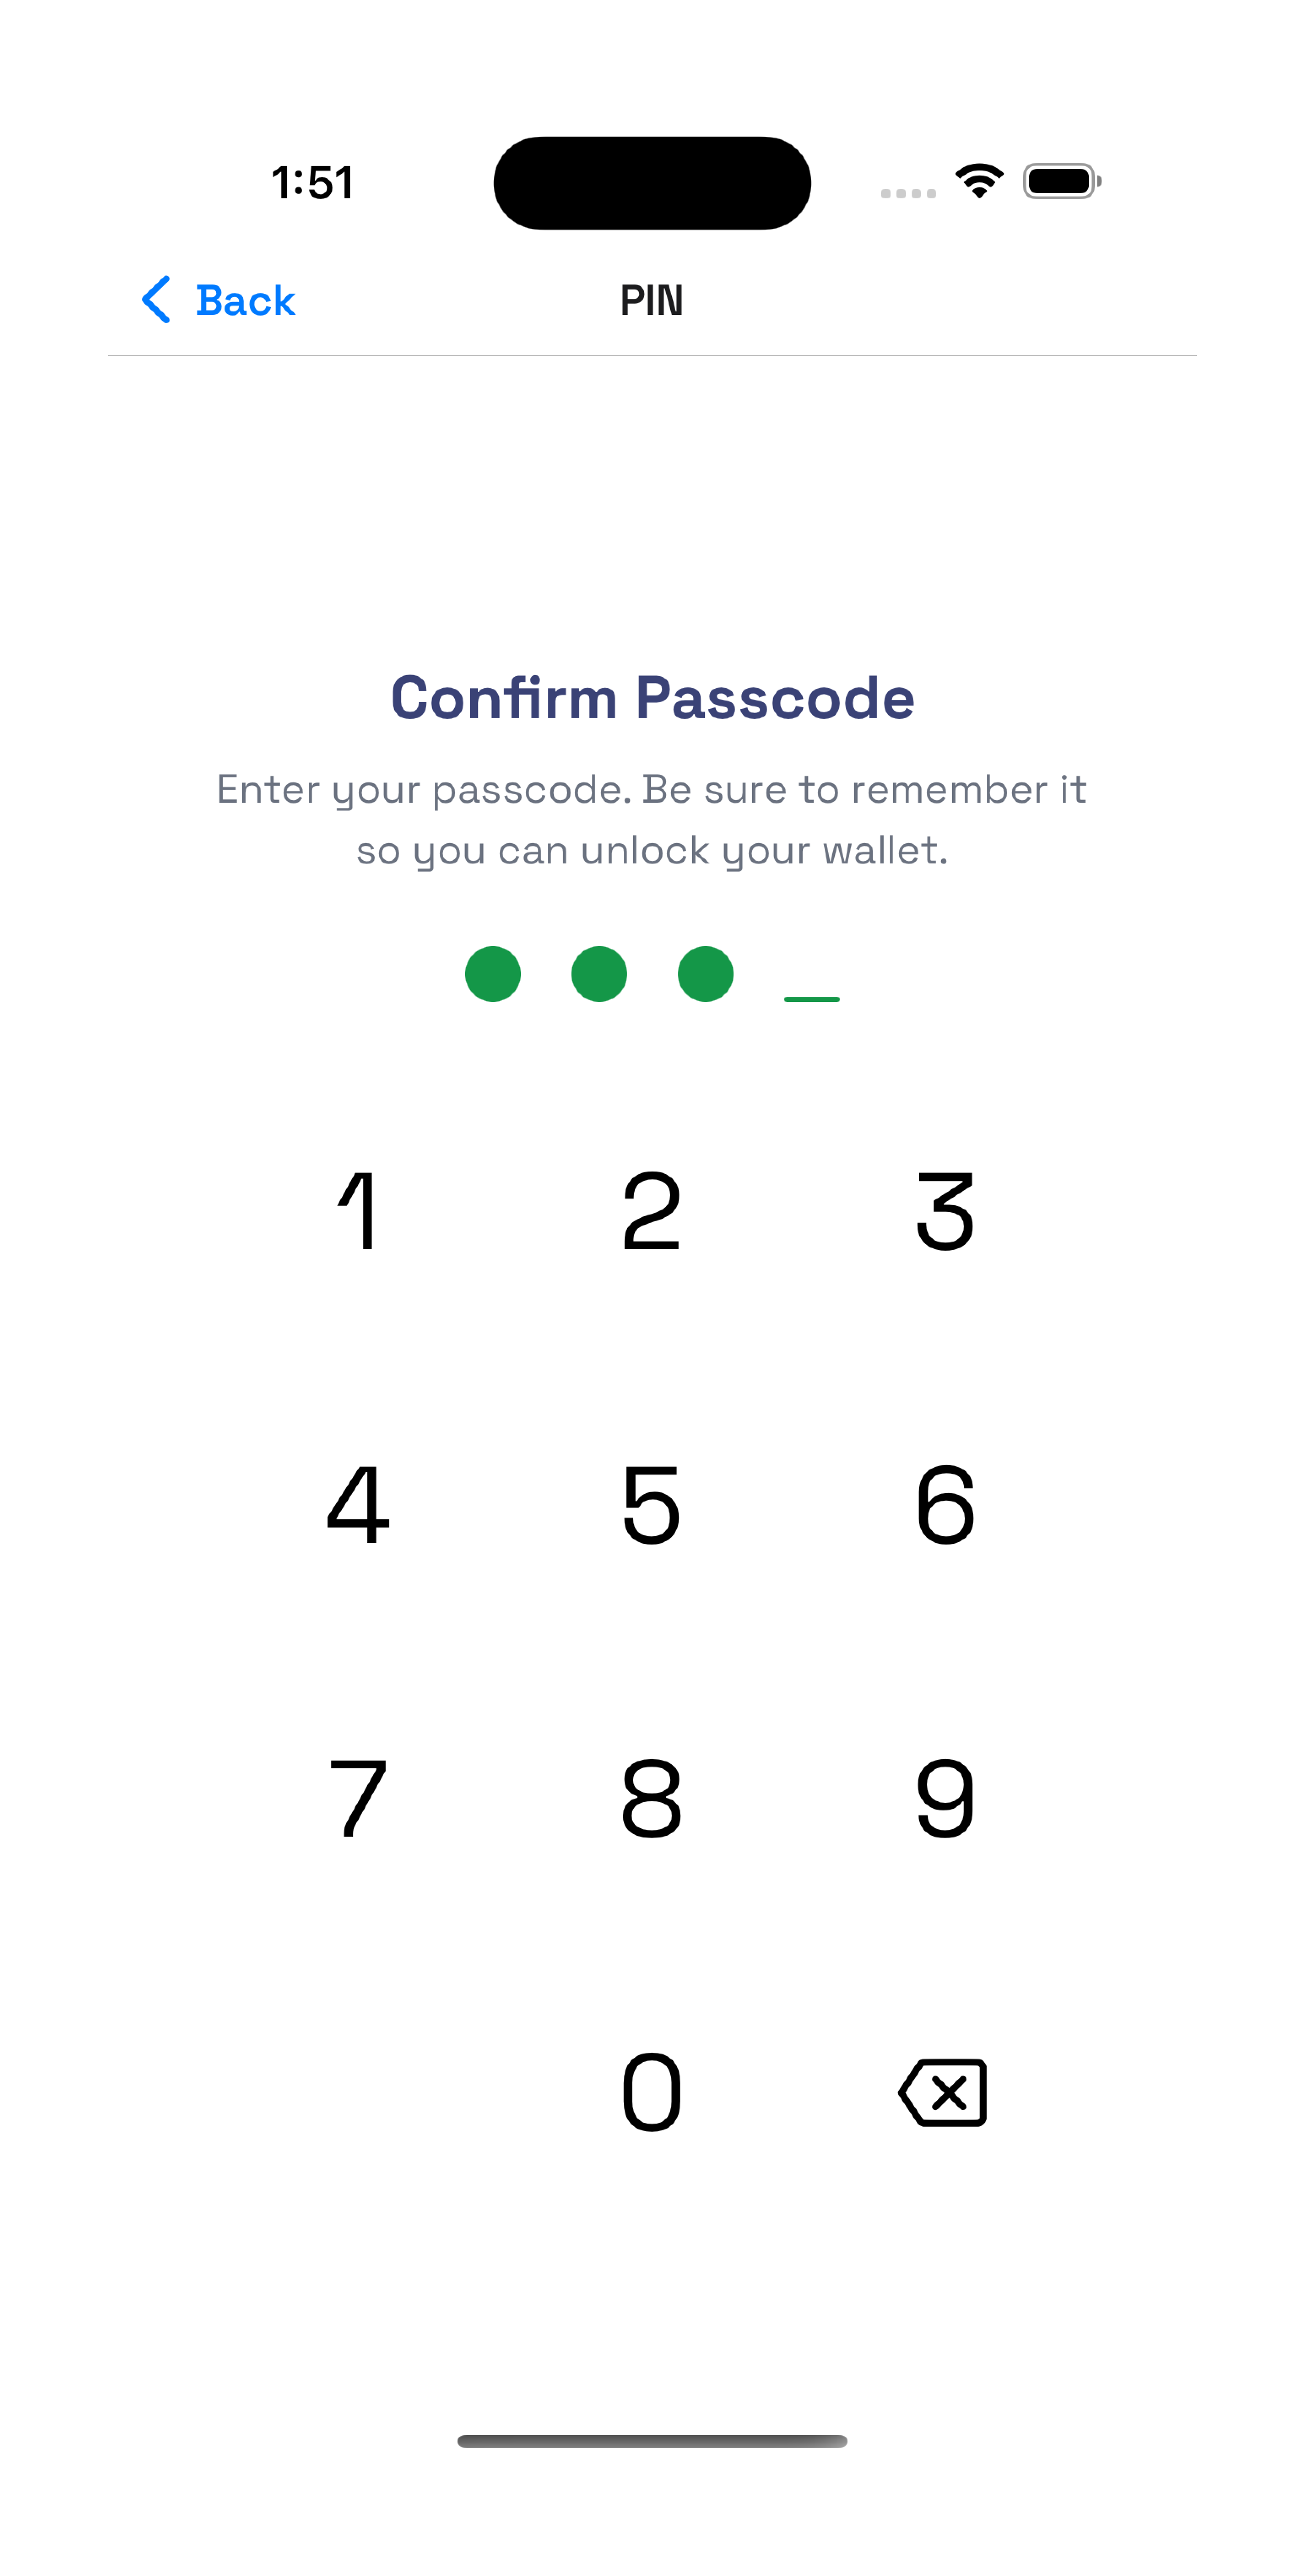 1:51
Back
PIN
Confirm Passcode
Enter your passcode. Be sure to remember it
so you can unlock your wallet.
1 2 3
4 5 6
7 8 9
0